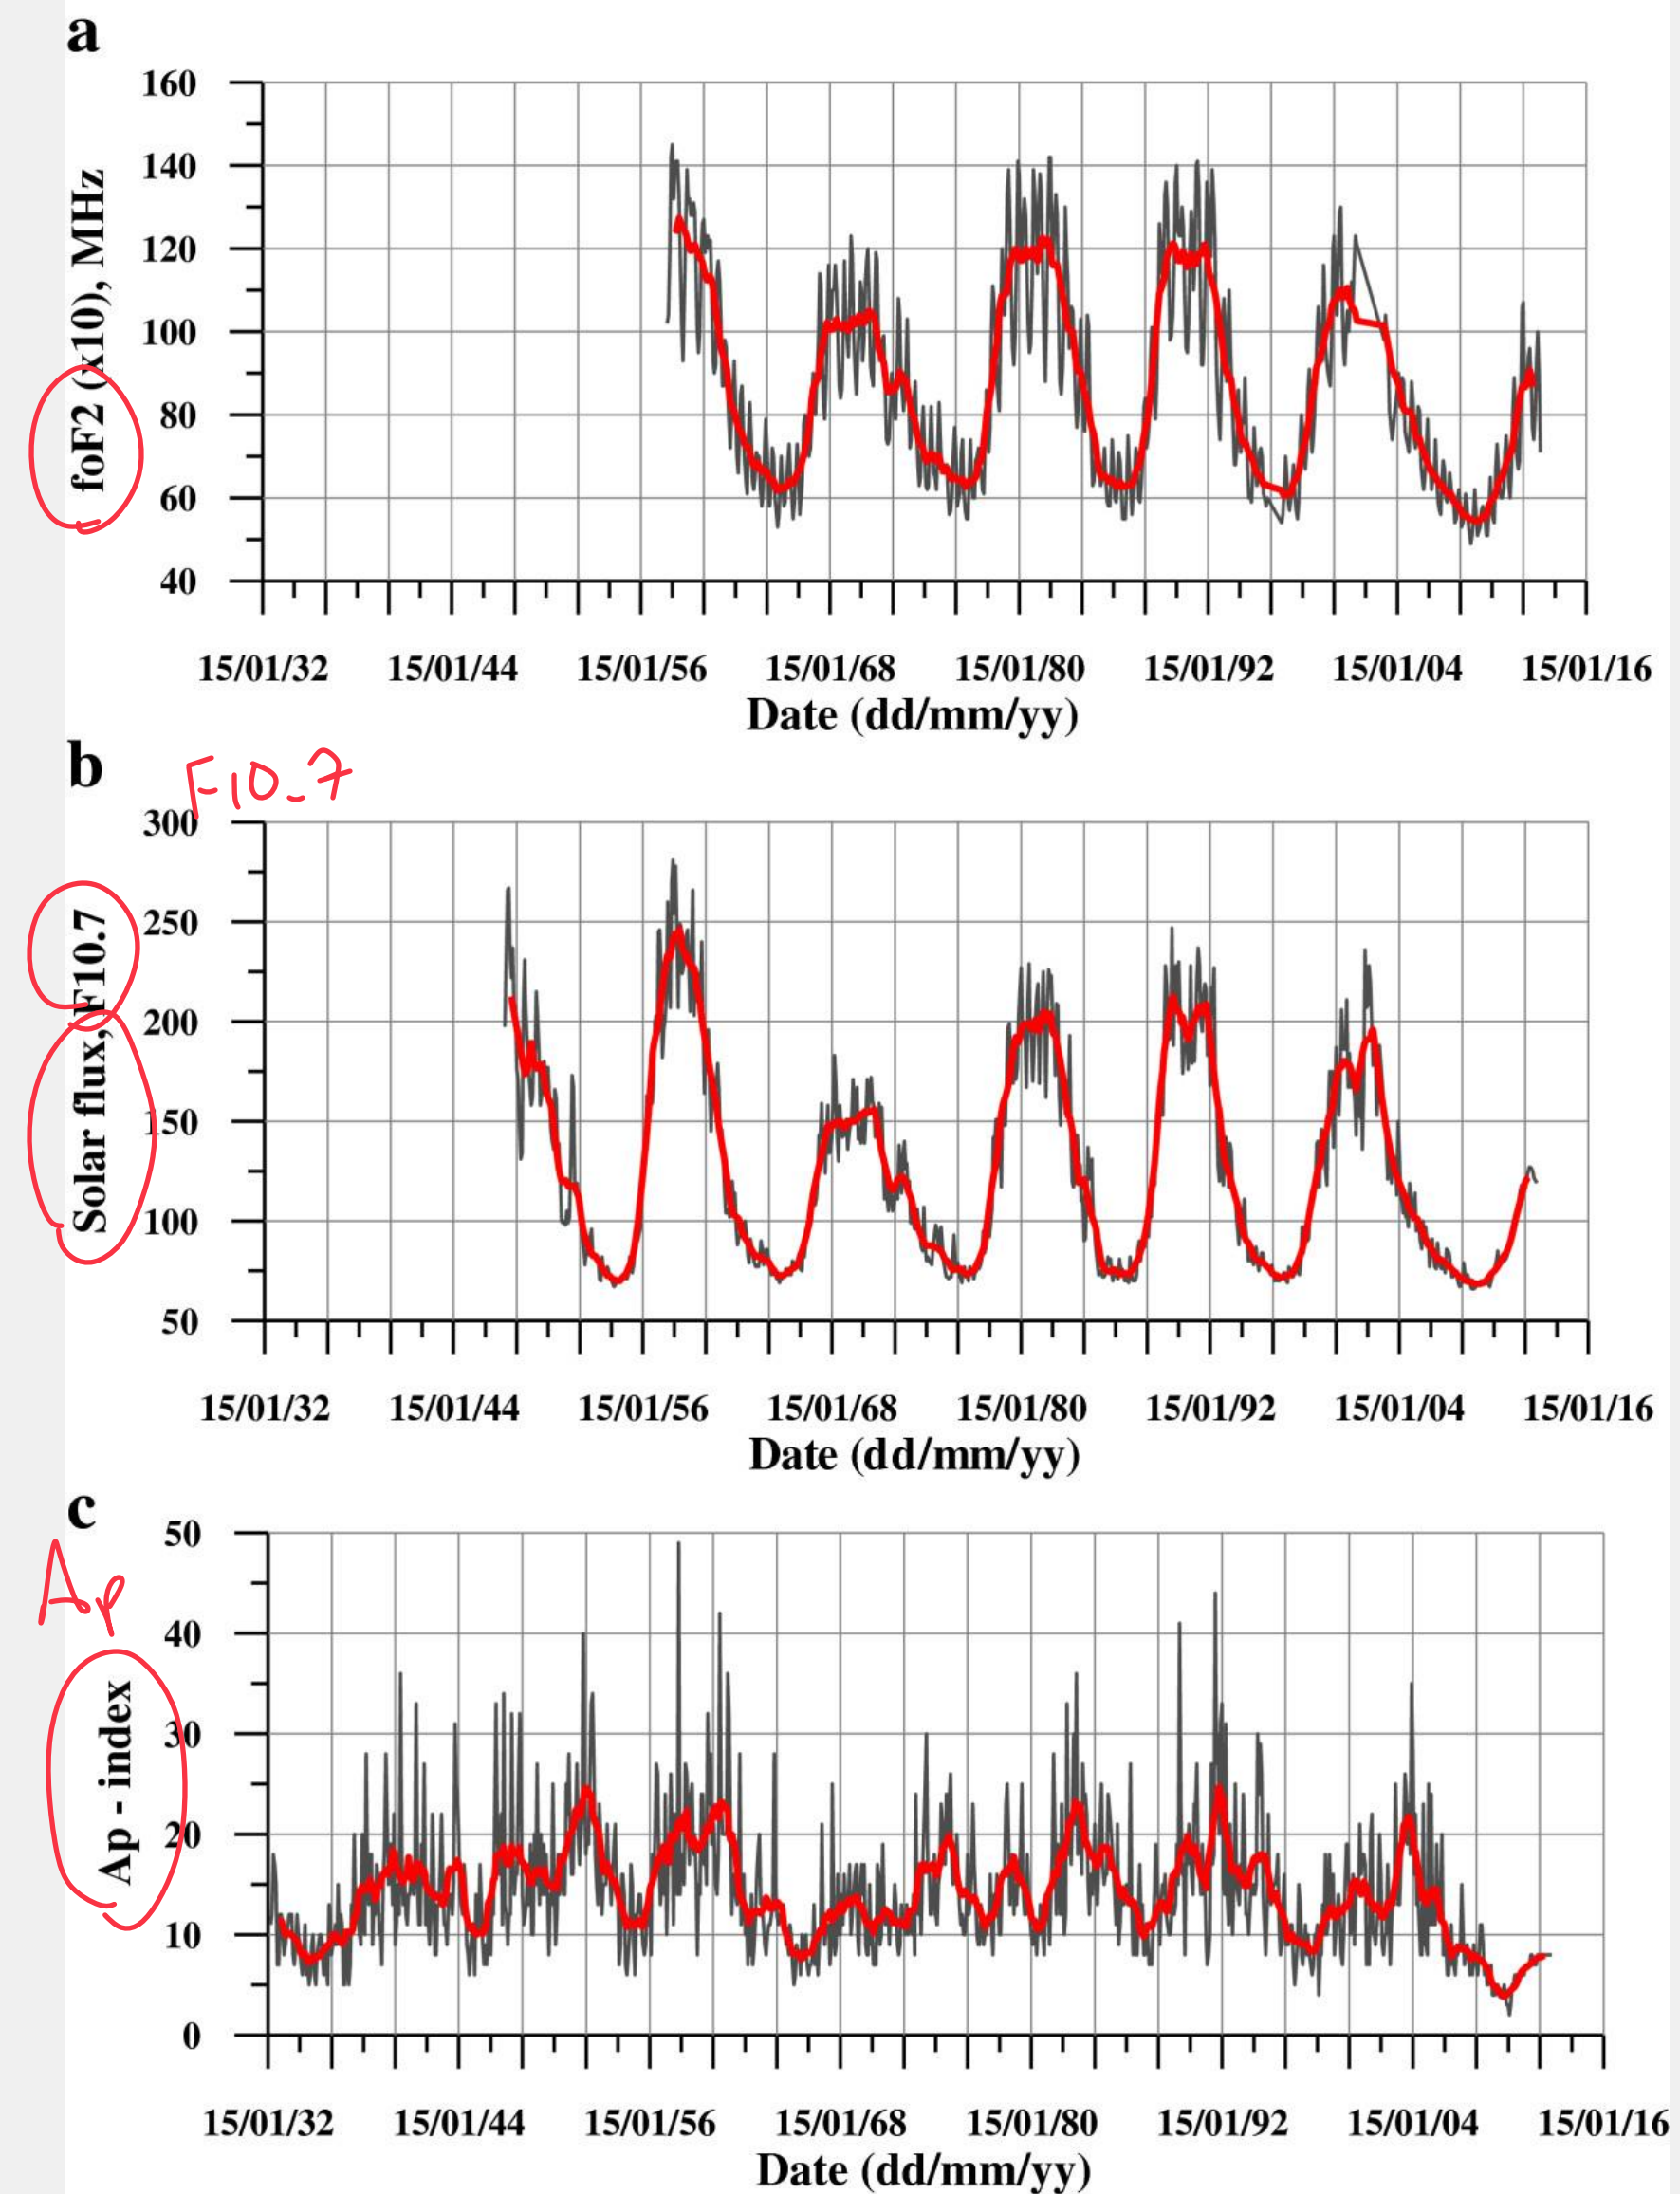 a
foF2 (x10), MHz
160
140
120
100
80
60
40
15/01/32 15/01/44 15/01/56 15/01/68 15/01/80 15/01/92 15/01/04 15/01/16
Date (dd/mm/yy)
b
F10.7
Solar flux, F10.7
300
250
200
150
100
50
15/01/32 15/01/44 15/01/56 15/01/68 15/01/80 15/01/92 15/01/04 15/01/16
Date (dd/mm/yy)
c
Ap
Ap - index
50
40
30
20
10
0
15/01/32 15/01/44 15/01/56 15/01/68 15/01/80 15/01/92 15/01/04 15/01/16
Date (dd/mm/yy)